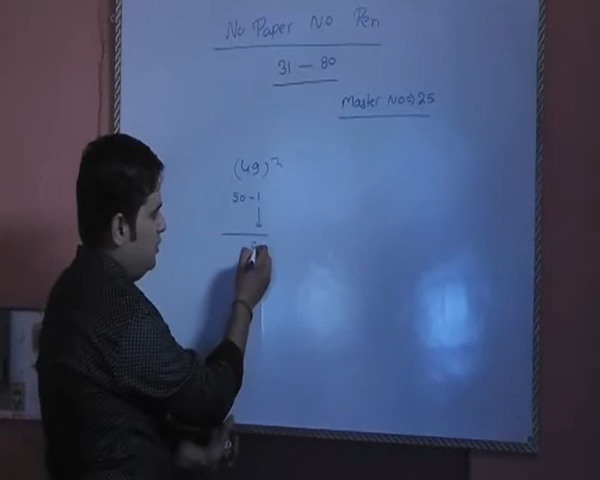 No Paper No Pen
31 — 80
Master No ⇒ 25
(49)²
50-1
↓